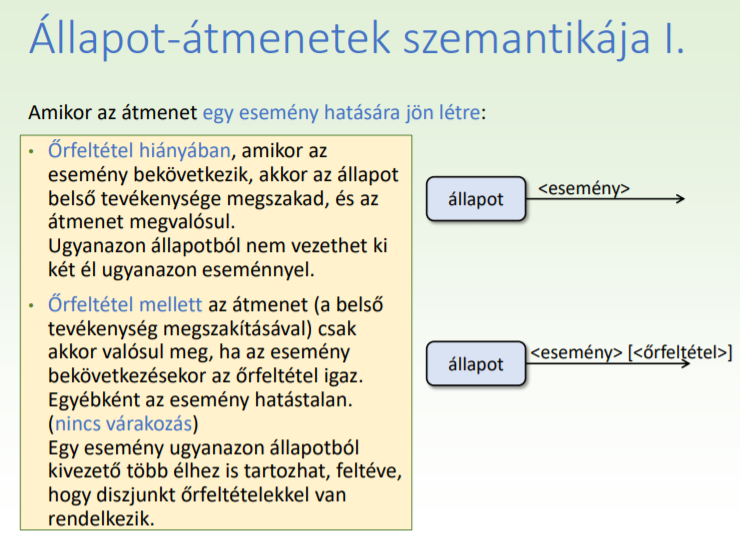 Állapot-átmenetek szemantikája I.
Amikor az átmenet egy esemény hatására jön létre:
• Őrfeltétel hiányában, amikor az
esemény bekövetkezik, akkor az állapot
belső tevékenysége megszakad, és az
átmenet megvalósul.
Ugyanazon állapotból nem vezethet ki
két él ugyanazon eseménnyel.
állapot
<esemény>
• Őrfeltétel mellett az átmenet (a belső
tevékenység megszakításával) csak
akkor valósul meg, ha az esemény
bekövetkezésekor az őrfeltétel igaz.
Egyébként az esemény hatástalan.
(nincs várakozás)
Egy esemény ugyanazon állapotból
kivezető több élhez is tartozhat, feltéve,
hogy diszjunkt őrfeltételekkel van
rendelkezik.
állapot
<esemény> [<őrfeltétel>]